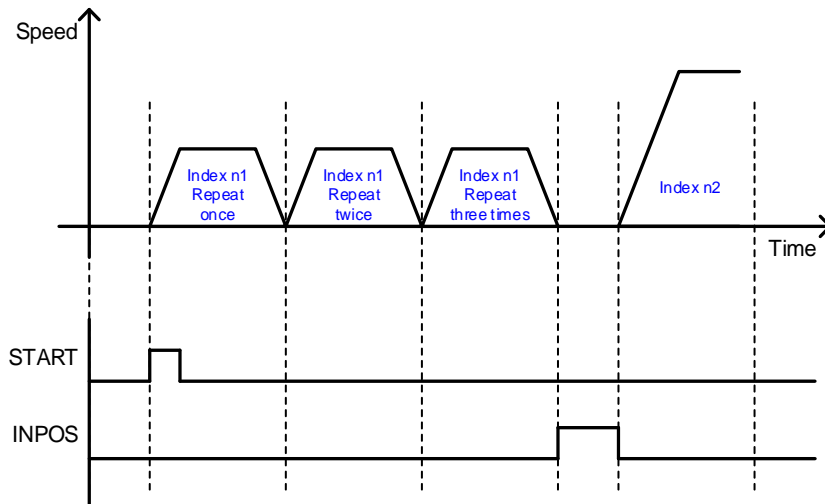 Speed
Index n1
Repeat
once
Index n1
Repeat
twice
Index n1
Repeat
three times
Index n2
Time
START
INPOS